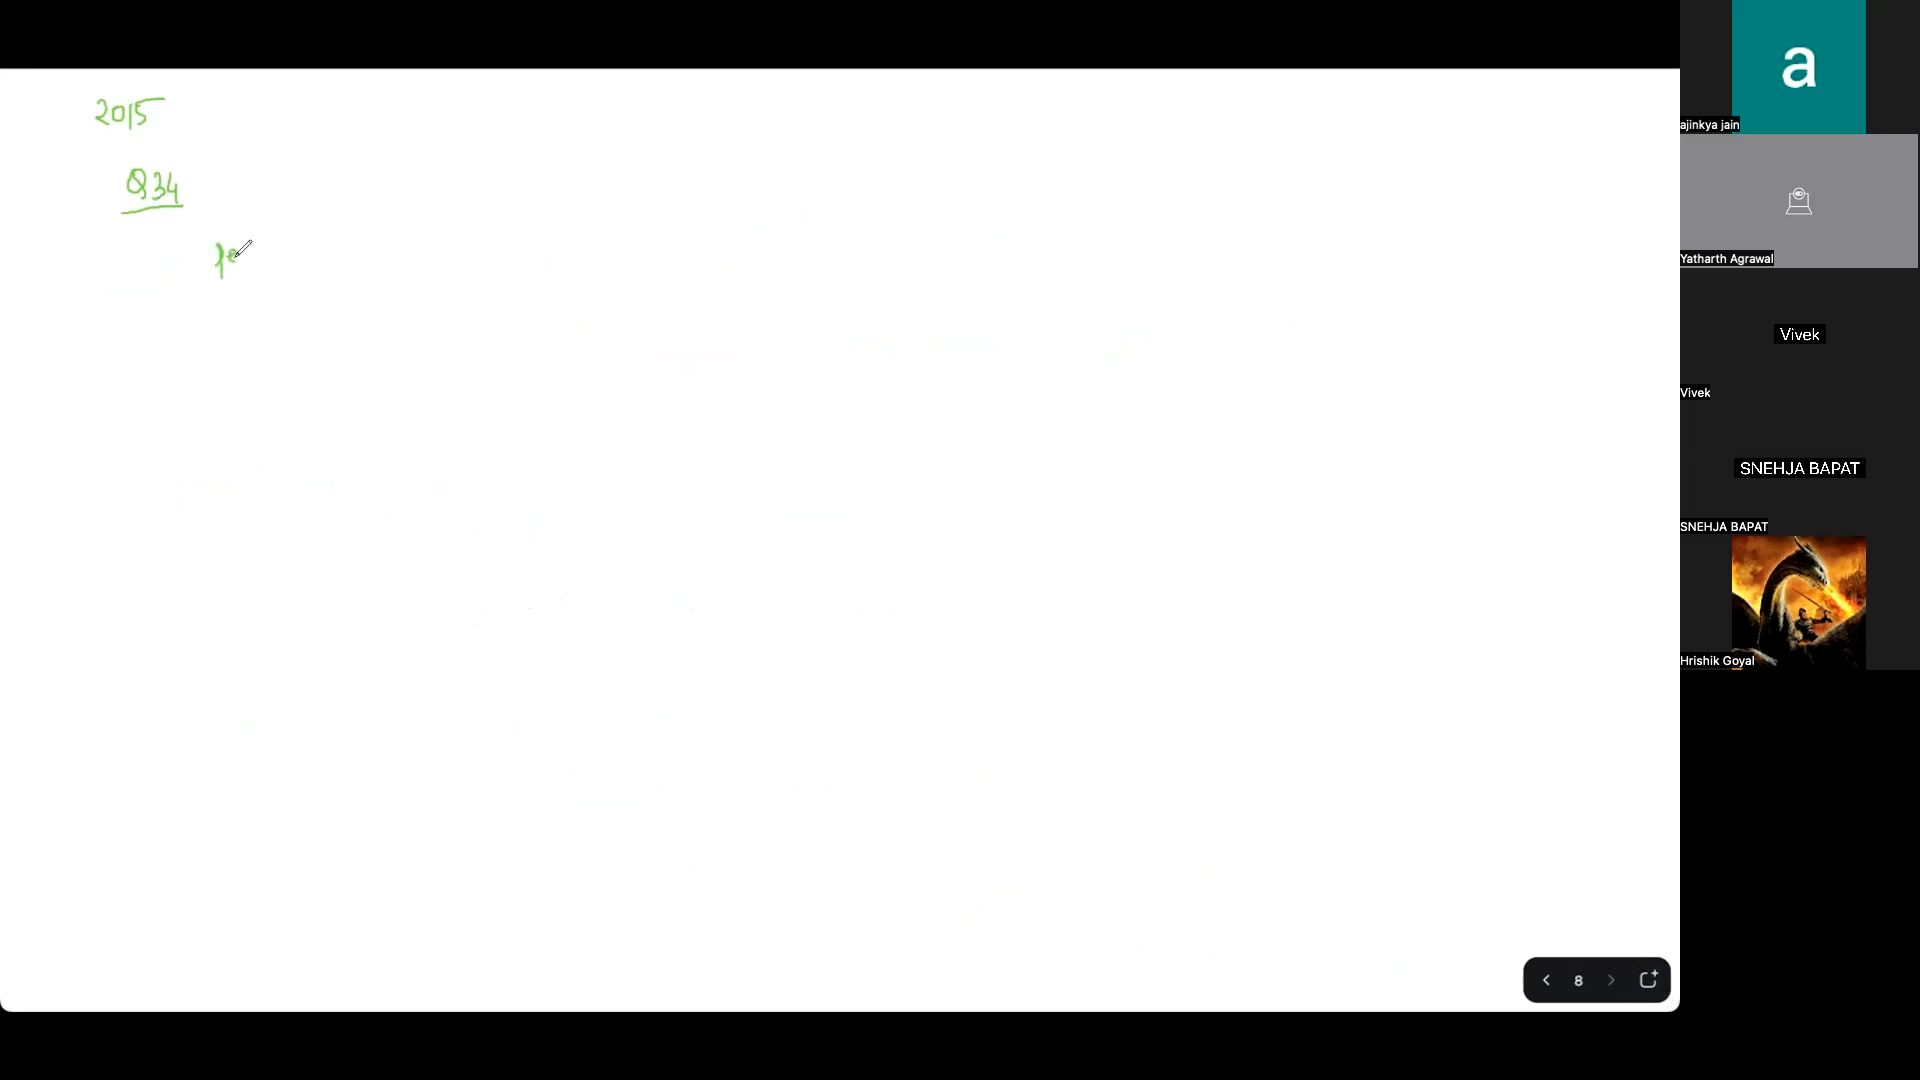 2015
Q34
a
ajinkya jain
Yatharth Agrawal
Vivek
Vivek
SNEHJA BAPAT
SNEHJA BAPAT
Hrishik Goyal
8